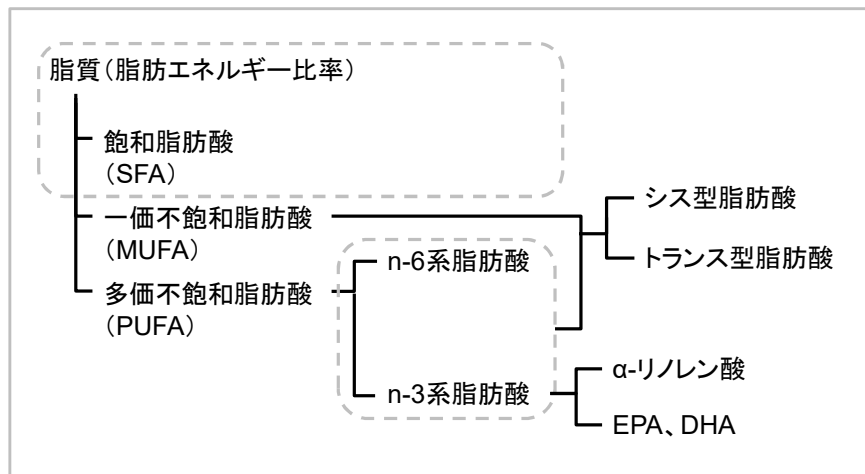 脂質（脂肪エネルギー比率）
飽和脂肪酸
（SFA）
一価不飽和脂肪酸
（MUFA）
多価不飽和脂肪酸
（PUFA）
n-6系脂肪酸
n-3系脂肪酸
シス型脂肪酸
トランス型脂肪酸
α-リノレン酸
EPA、DHA